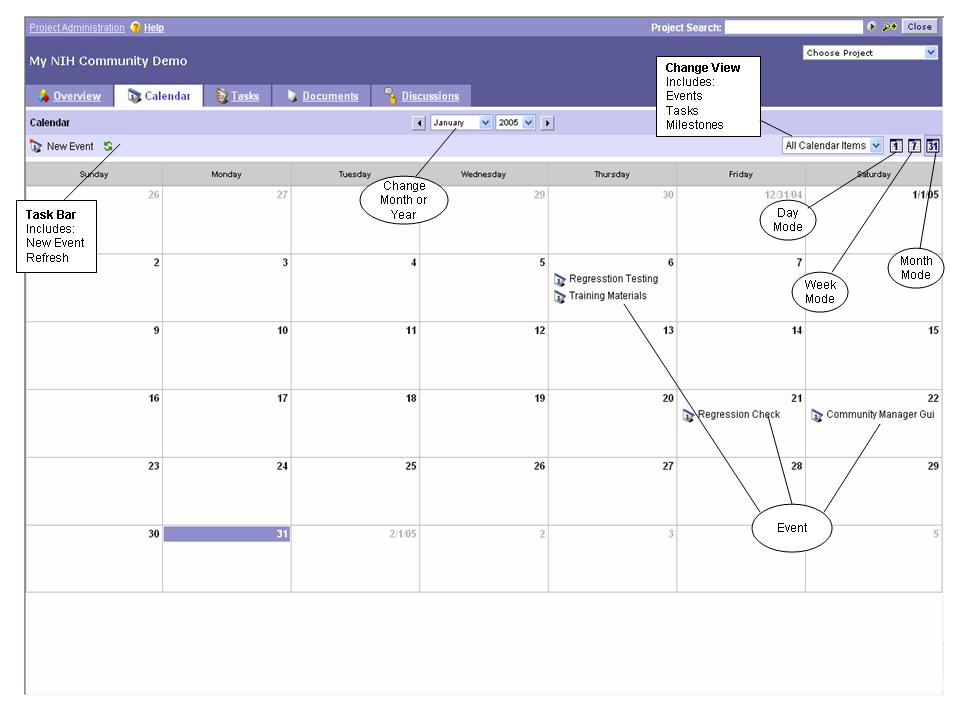 Project Administration ? Help Project Search: Close
My NIH Community Demo Choose Project
Overview Calendar Tasks Documents Discussions
Change View
Includes:
Events
Tasks
Milestones
Calendar January 2005
New Event All Calendar Items 1 7 31
Sunday Monday Tuesday Wednesday Thursday Friday Saturday
26 27 29 30 12/31/04 1/1/05
Change
Month or
Year
Day
Mode
Task Bar
Includes:
New Event
Refresh
2 3 4 5 6 7
Regresstion Testing
Training Materials
Week
Mode
Month
Mode
9 10 11 12 13 14 15
16 17 18 19 20 21 22
Regression Check Community Manager Gui
23 24 25 26 27 28 29
Event
30 31 2/1/05 2 3 5